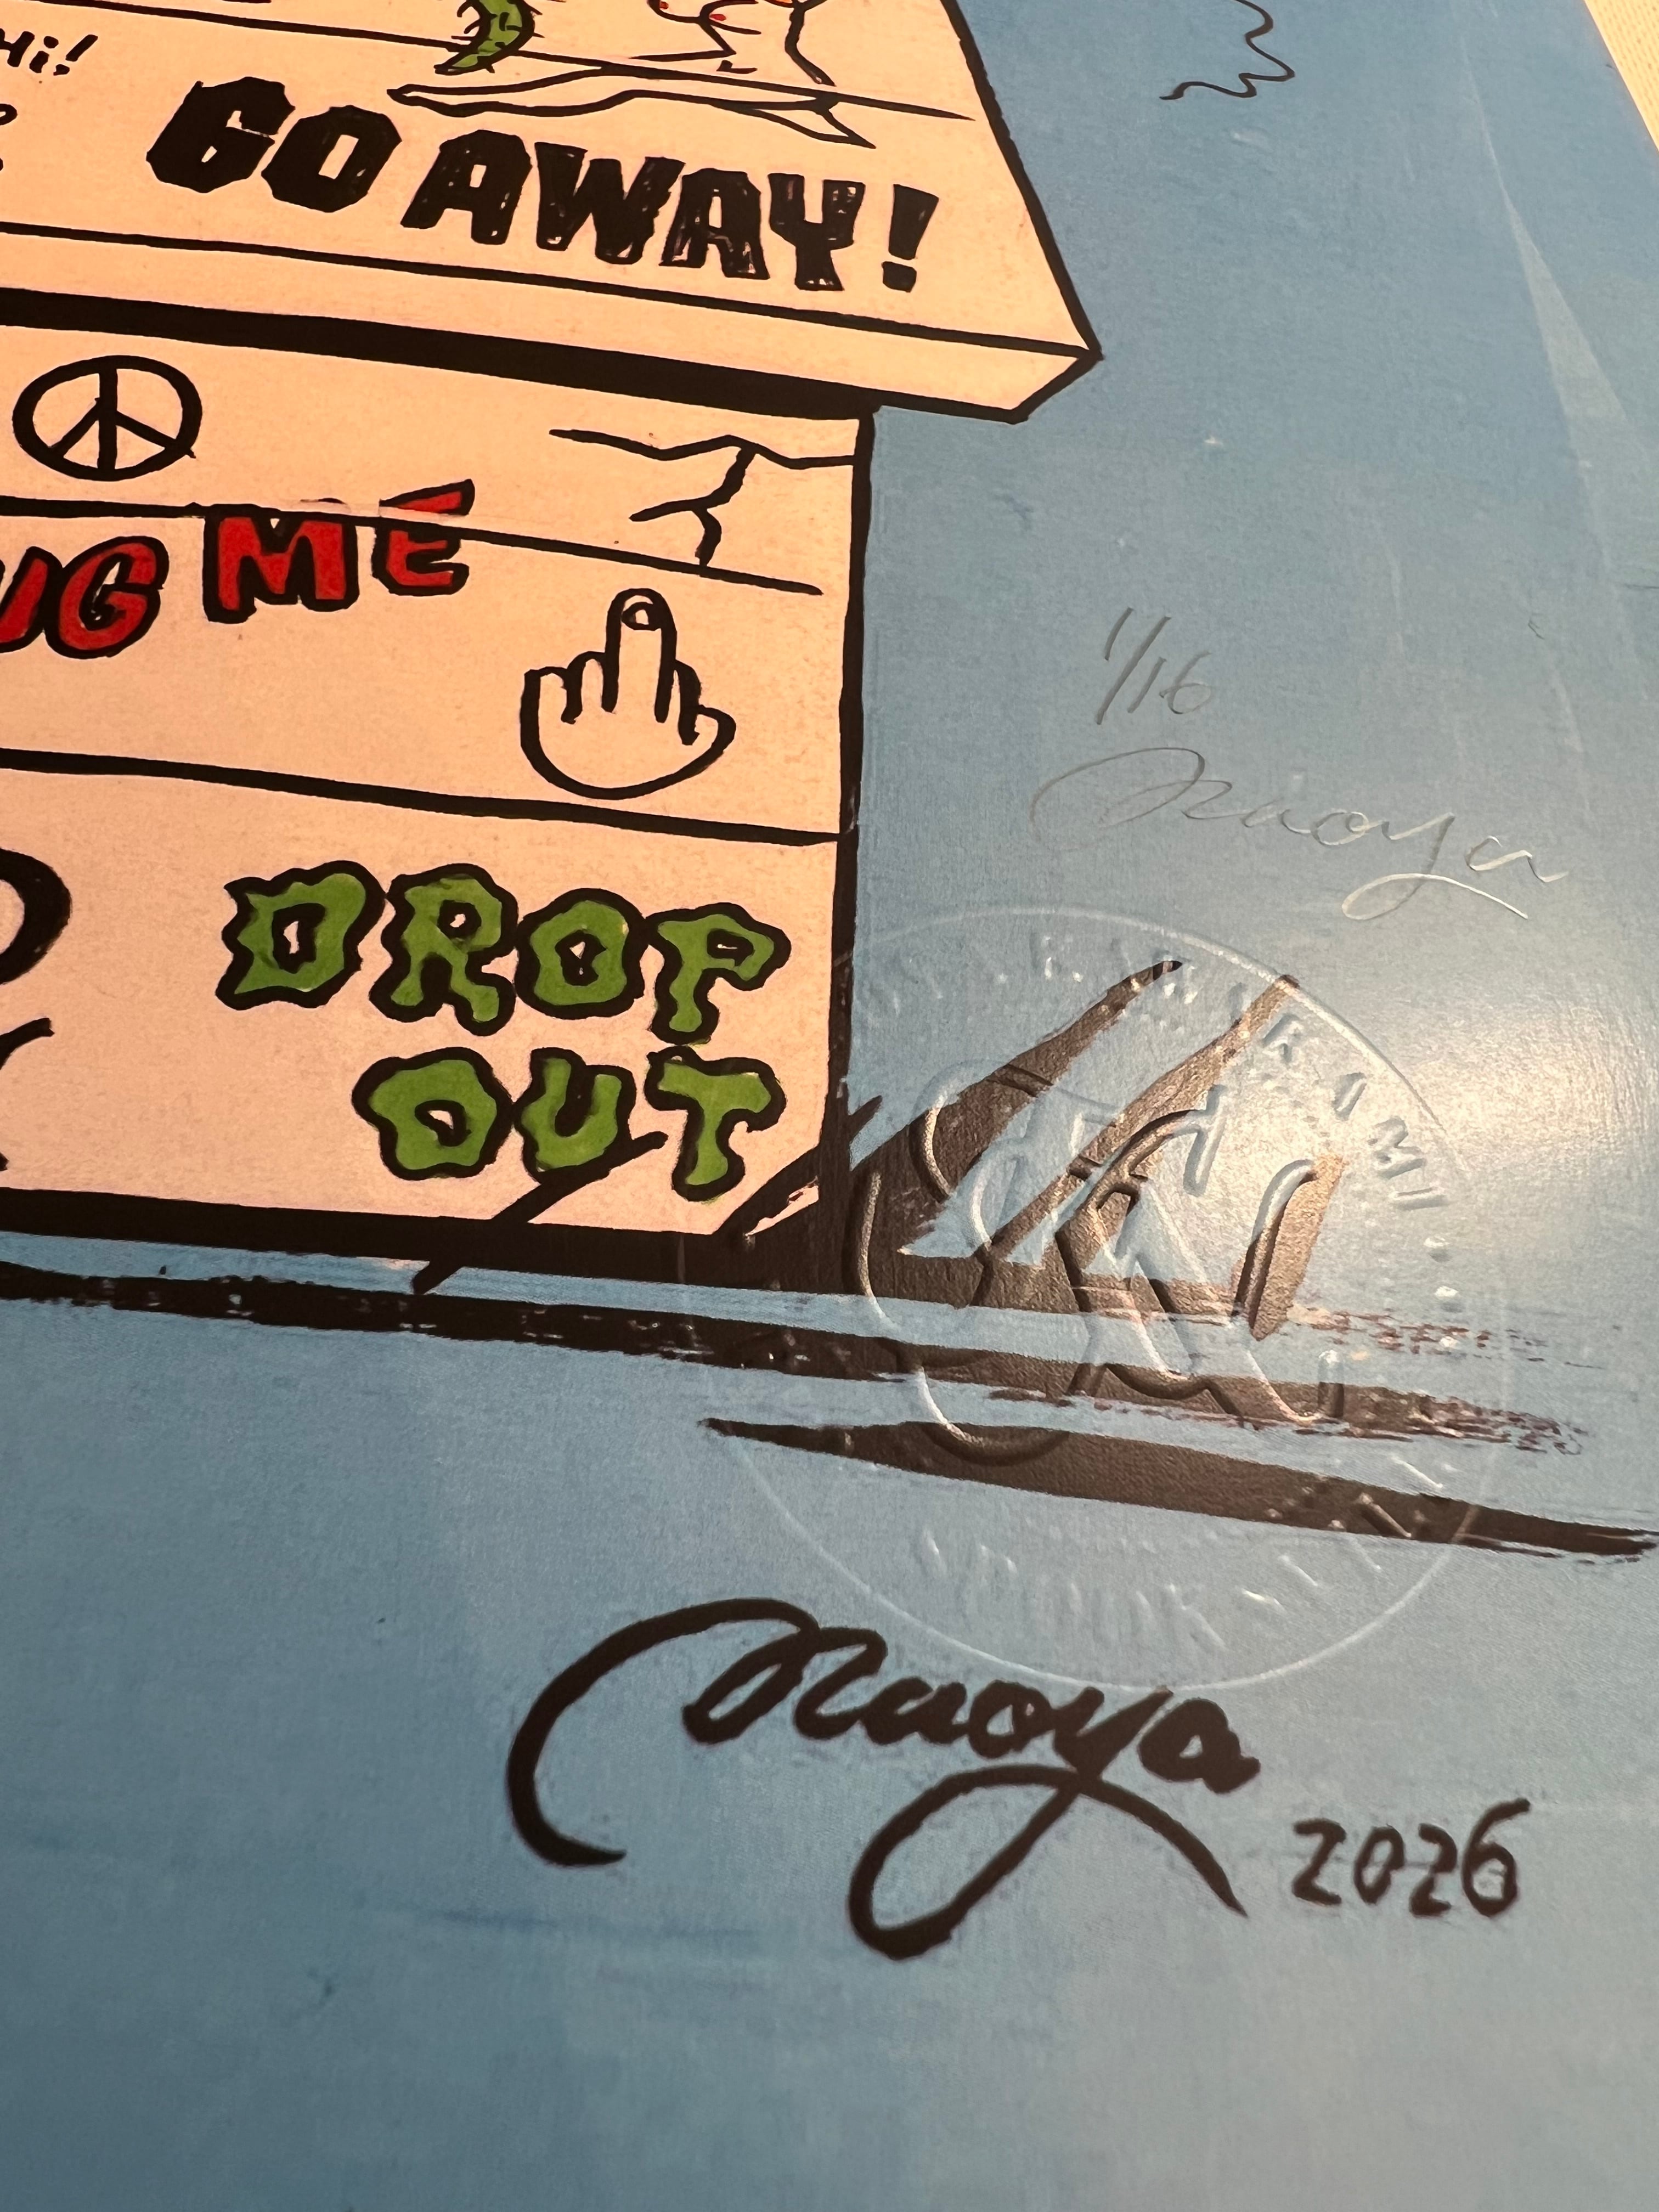 Hi!
GO AWAY!
UG ME
1/16
Naoya
DROP
OUT
Naoya
2026